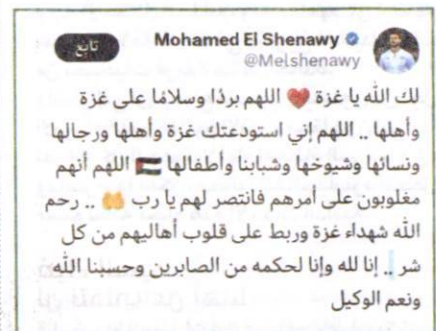 Mohamed El Shenawy
@Melshenawy
تابع
لك الله يا غزة ❤️ اللهم بردًا وسلامًا على غزة
وأهلها .. اللهم إني استودعتك غزة وأهلها ورجالها
ونسائها وشيوخها وشبابنا وأطفالها 🇵🇸 اللهم أنهم
مغلوبون على أمرهم فانتصر لهم يا رب 🤲 .. رحم
الله شهداء غزة وربط على قلوب أهاليهم من كل
شر .. إنا لله وإنا لحكمه من الصابرين وحسبنا الله
ونعم الوكيل